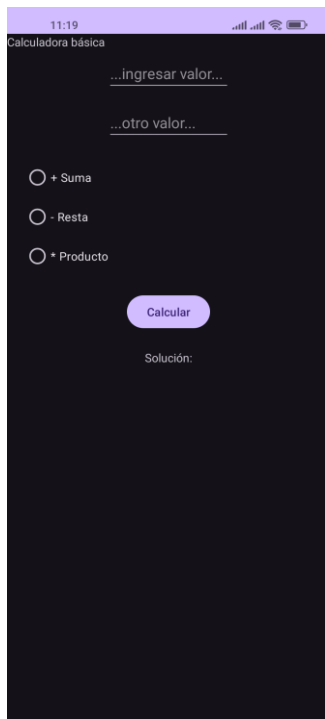 11:19
Calculadora básica
...ingresar valor...
...otro valor...
+ Suma
- Resta
* Producto
Calcular
Solución: